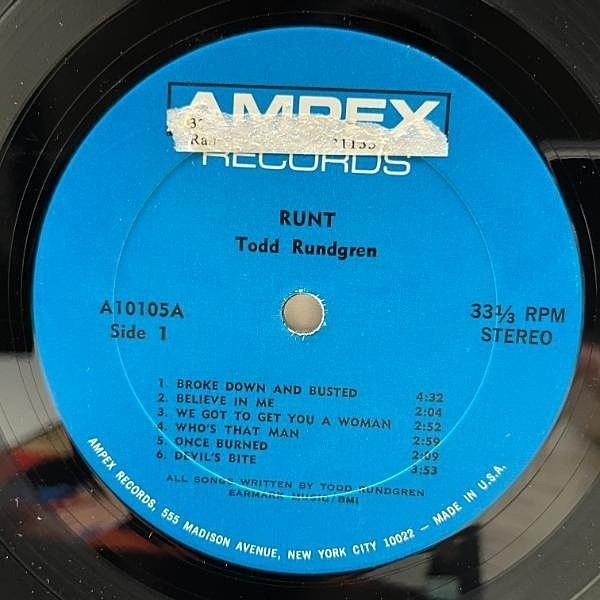 AMPEX
RECORDS
RUNT
Todd Rundgren
A10105A
Side 1
33⅓ RPM
STEREO
1. BROKE DOWN AND BUSTED 4:32
2. BELIEVE IN ME 2:04
3. WE GOT TO GET YOU A WOMAN 2:52
4. WHO'S THAT MAN 2:59
5. ONCE BURNED 2:09
6. DEVIL'S BITE 3:53
ALL SONGS WRITTEN BY TODD RUNDGREN
EARMARK MUSIC/BMI
AMPEX RECORDS, 555 MADISON AVENUE, NEW YORK CITY 10022 — MADE IN U.S.A.